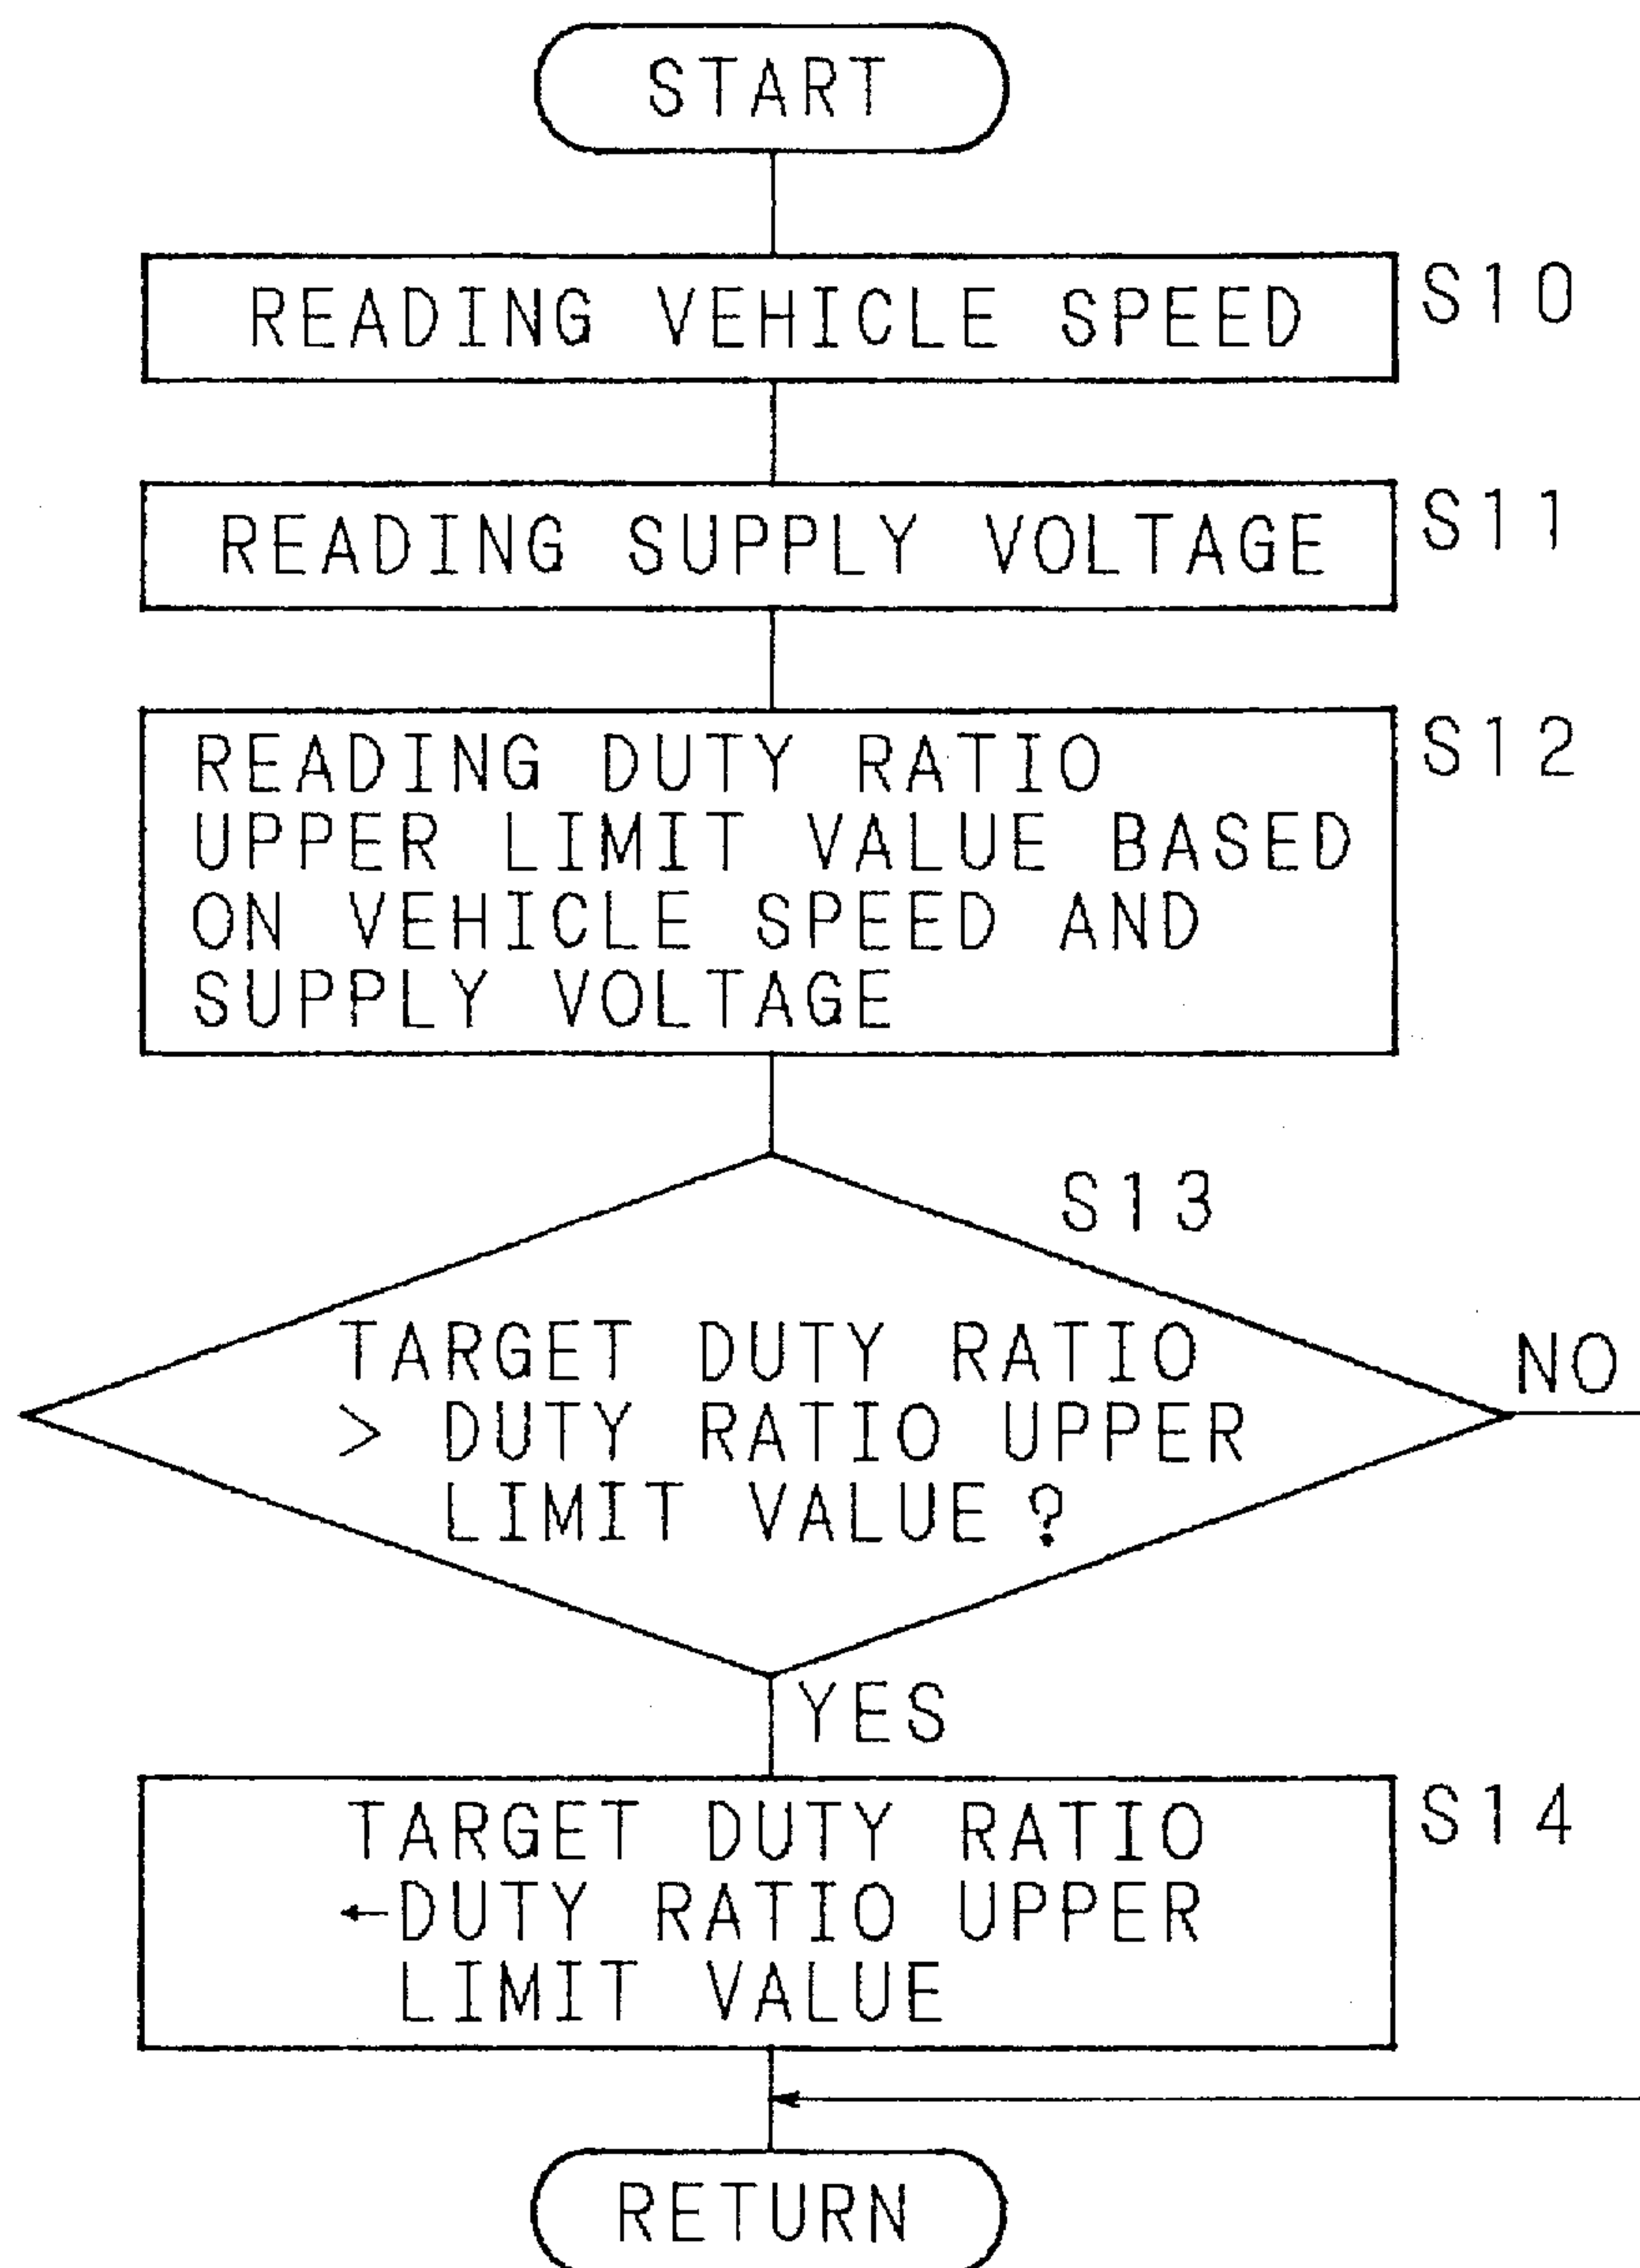 START
READING VEHICLE SPEED
S10
READING SUPPLY VOLTAGE
S11
READING DUTY RATIO
UPPER LIMIT VALUE BASED
ON VEHICLE SPEED AND
SUPPLY VOLTAGE
S12
S13
TARGET DUTY RATIO
> DUTY RATIO UPPER
LIMIT VALUE ?
NO
YES
TARGET DUTY RATIO
←DUTY RATIO UPPER
LIMIT VALUE
S14
RETURN